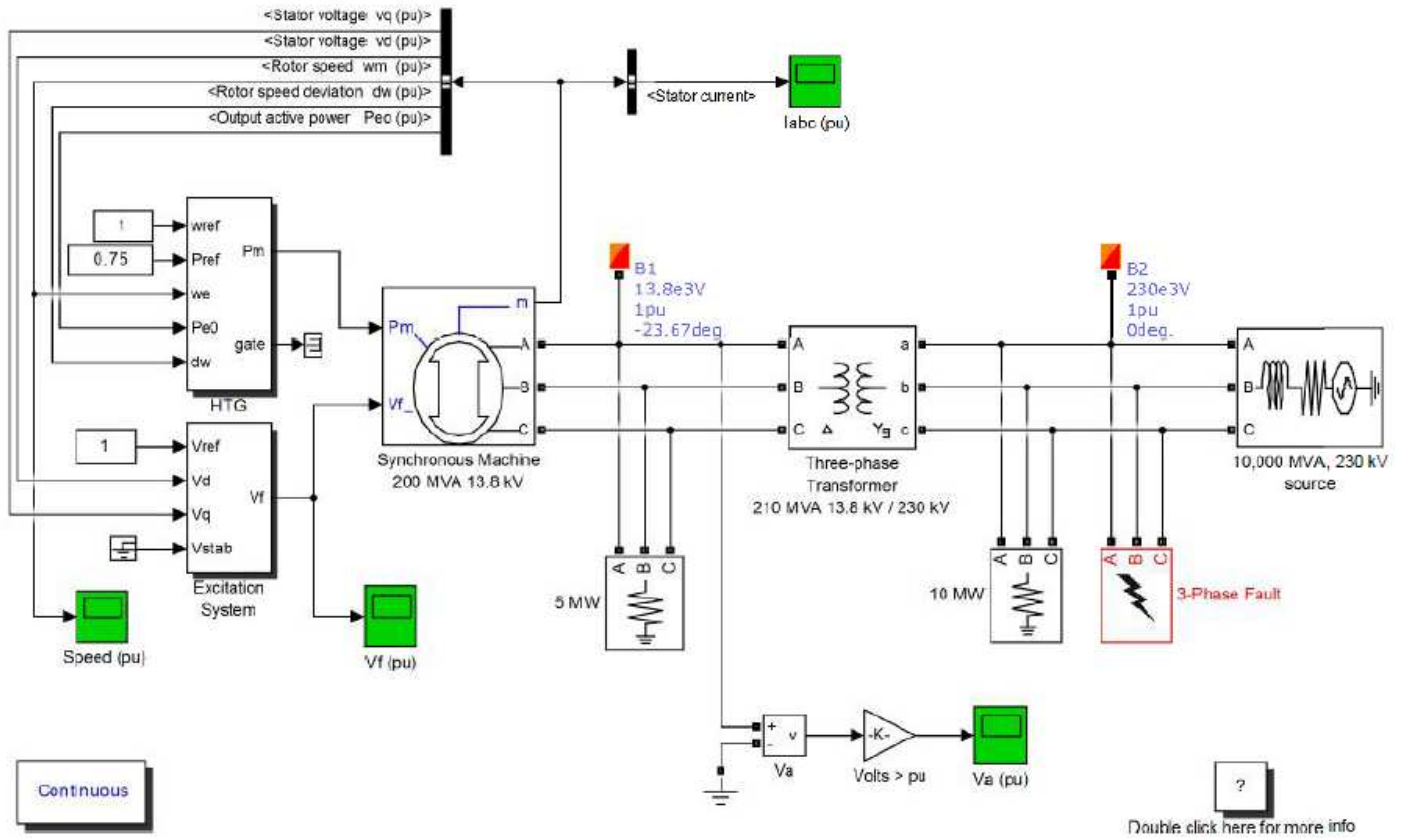 <Stator voltage vq (pu)>
<Stator voltage vd (pu)>
<Rotor speed wm (pu)>
<Rotor speed deviation dw (pu)>
<Output active power Peo (pu)>
<Stator current>
Iabc (pu)
1
0.75
wref
Pref
we
Pe0
dw
Pm
gate
HTG
1
Vref
Vd
Vq
Vstab
Vf
Excitation
System
Speed (pu)
Vf (pu)
Pm
Vf_
m
A
B
C
Synchronous Machine
200 MVA 13.8 kV
B1
13.8e3V
1pu
-23.67deg
A
B
C
5 MW
A
B
C
Δ
Yg
a
b
c
Three-phase
Transformer
210 MVA 13.8 kV / 230 kV
B2
230e3V
1pu
0deg.
A
B
C
10 MW
A
B
C
3-Phase Fault
A
B
C
10,000 MVA, 230 kV
source
+
-
v
Va
-K-
Volts > pu
Va (pu)
Continuous
?
Double click here for more info